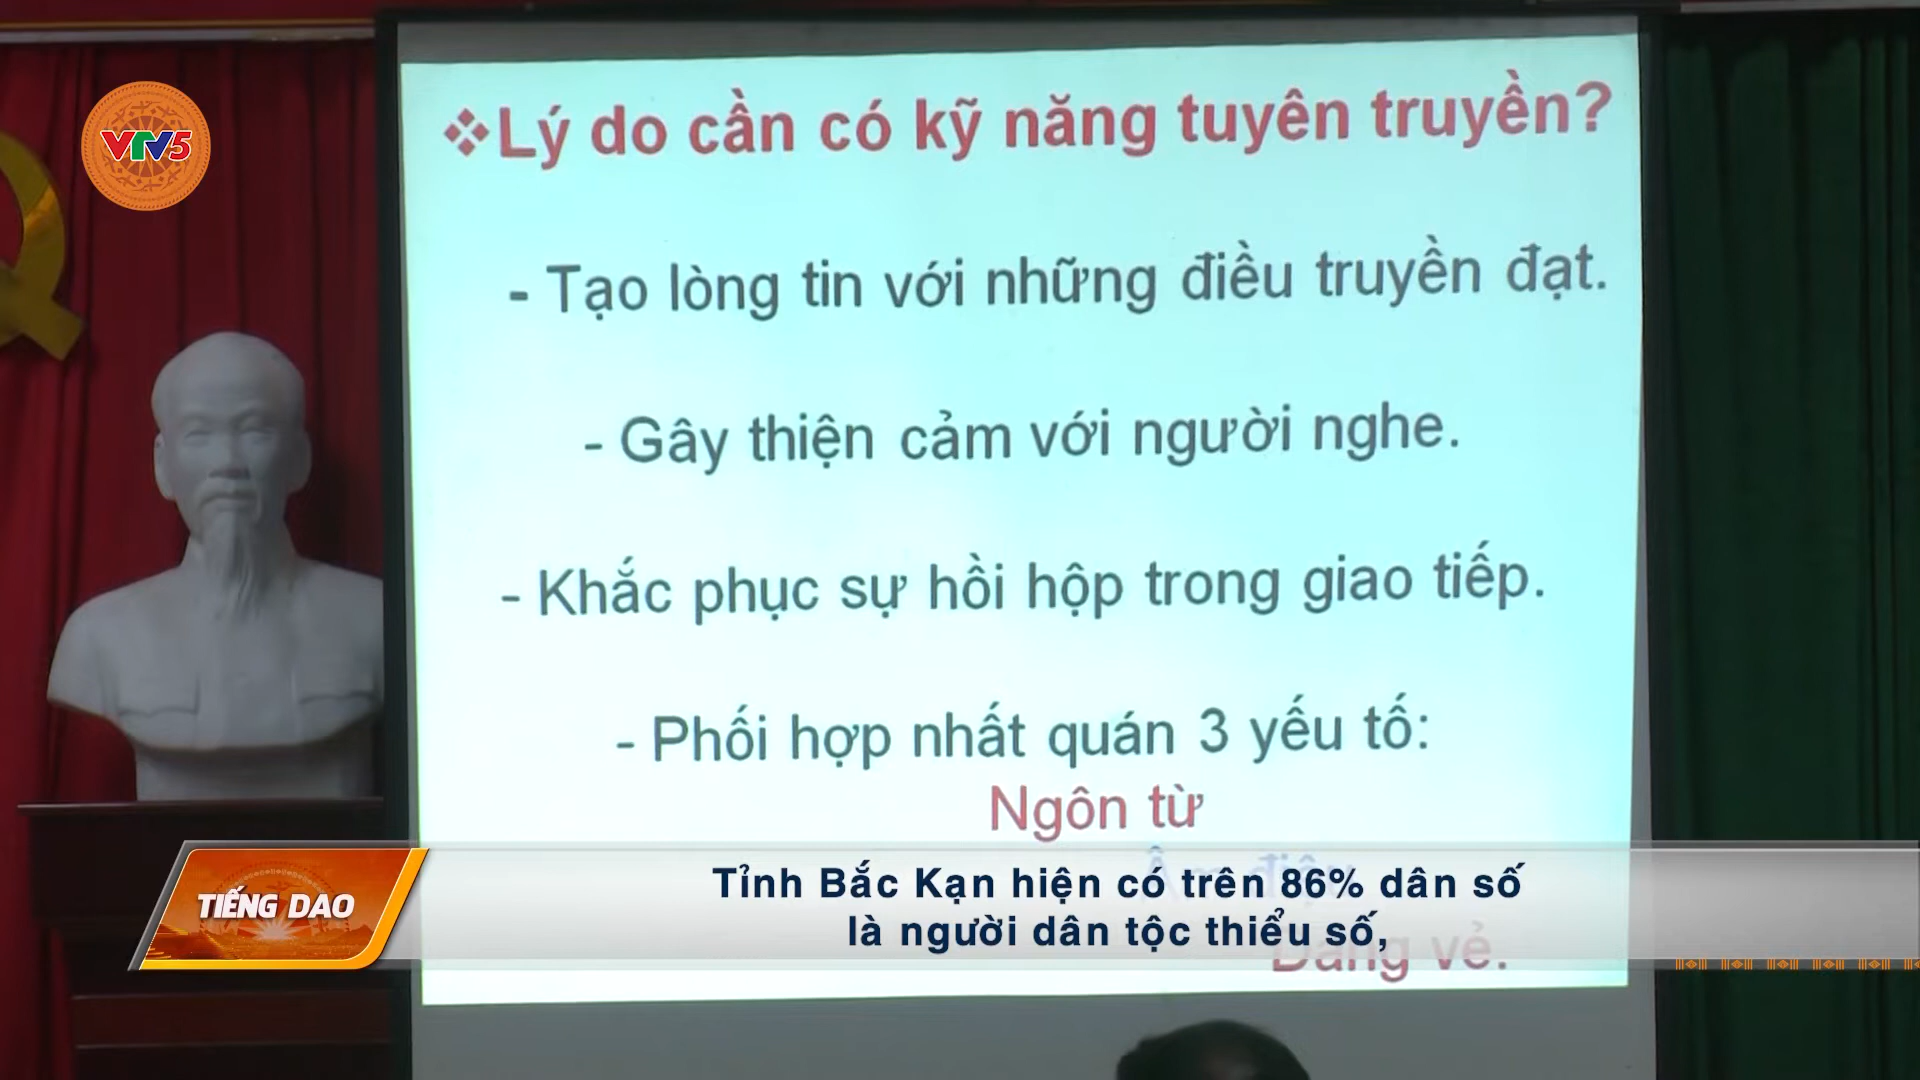 VTV5
❖Lý do cần có kỹ năng tuyên truyền?
- Tạo lòng tin với những điều truyền đạt.
- Gây thiện cảm với người nghe.
- Khắc phục sự hồi hộp trong giao tiếp.
- Phối hợp nhất quán 3 yếu tố:
Ngôn từ
TIẾNG DAO
Tỉnh Bắc Kạn hiện có trên 86% dân số
là người dân tộc thiểu số,
vẻ.